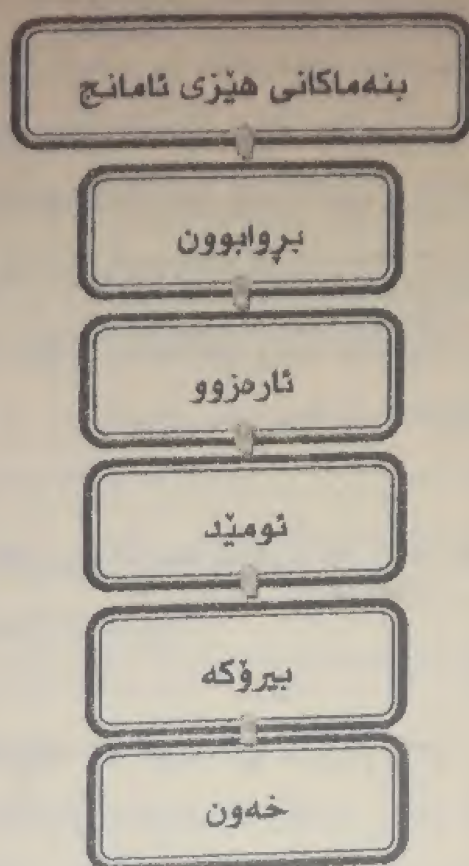 بنەماکانی هێزی ئامانج
بڕوابوون
ئارەزوو
ئومێد
بیرۆکە
خەون